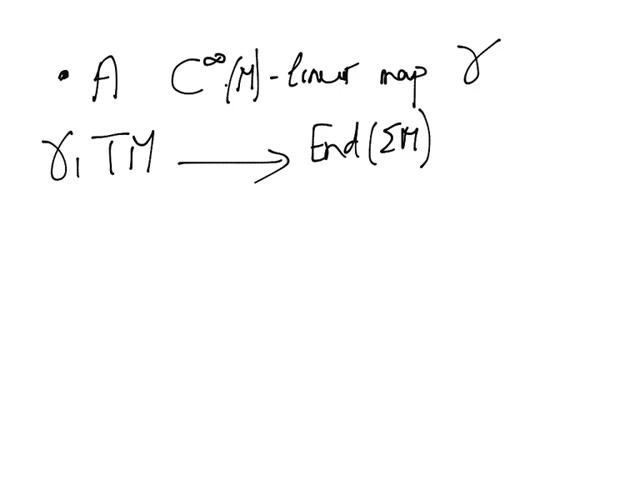 • A C^∞(M)-linear map γ
γ: TM ⟶ End(ΣM)